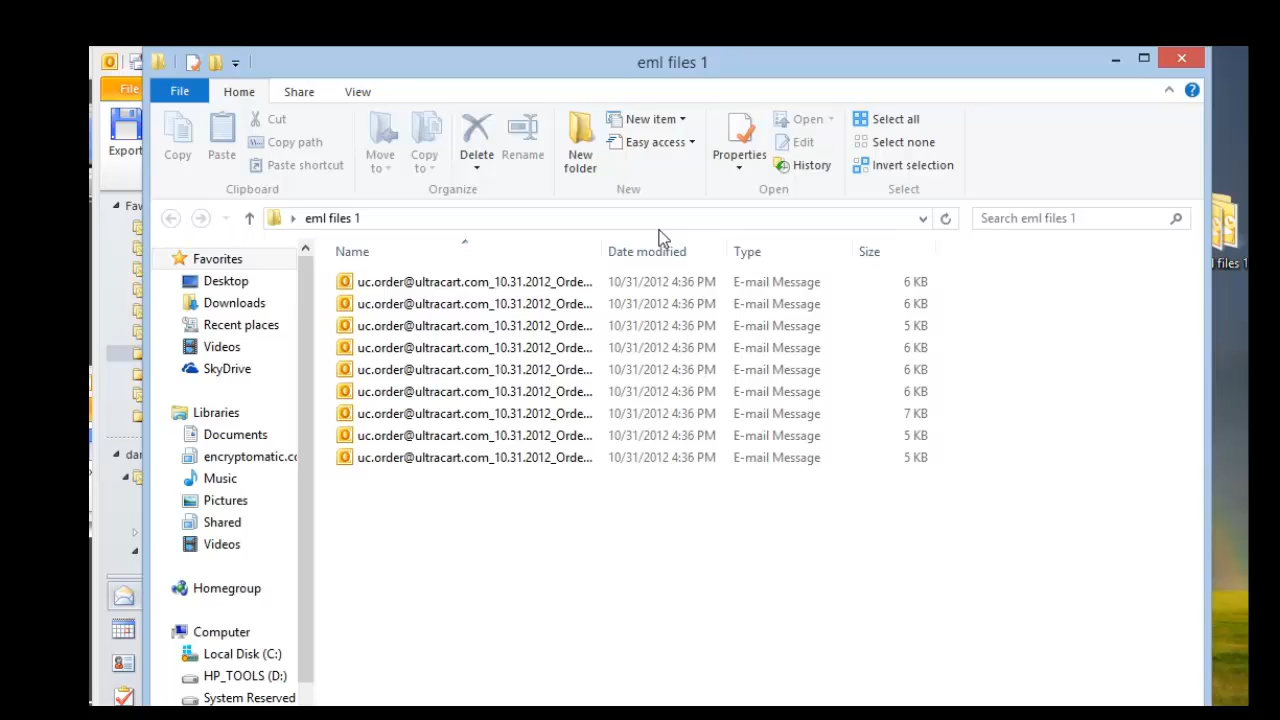 eml files 1
File
File Home Share View
Export
Copy
Paste
Cut
Copy path
Paste shortcut
Clipboard
Move to
Copy to
Delete
Rename
Organize
New folder
New item
Easy access
New
Properties
Open
Edit
History
Open
Select all
Select none
Invert selection
Select
eml files 1
Search eml files 1
Fav
dan
files 1
Name Date modified Type Size
uc.order@ultracart.com_10.31.2012_Orde... 10/31/2012 4:36 PM E-mail Message 6 KB
uc.order@ultracart.com_10.31.2012_Orde... 10/31/2012 4:36 PM E-mail Message 6 KB
uc.order@ultracart.com_10.31.2012_Orde... 10/31/2012 4:36 PM E-mail Message 5 KB
uc.order@ultracart.com_10.31.2012_Orde... 10/31/2012 4:36 PM E-mail Message 6 KB
uc.order@ultracart.com_10.31.2012_Orde... 10/31/2012 4:36 PM E-mail Message 6 KB
uc.order@ultracart.com_10.31.2012_Orde... 10/31/2012 4:36 PM E-mail Message 6 KB
uc.order@ultracart.com_10.31.2012_Orde... 10/31/2012 4:36 PM E-mail Message 7 KB
uc.order@ultracart.com_10.31.2012_Orde... 10/31/2012 4:36 PM E-mail Message 5 KB
uc.order@ultracart.com_10.31.2012_Orde... 10/31/2012 4:36 PM E-mail Message 5 KB
Favorites
Desktop
Downloads
Recent places
Videos
SkyDrive
Libraries
Documents
encryptomatic.co
Music
Pictures
Shared
Videos
Homegroup
Computer
Local Disk (C:)
HP_TOOLS (D:)
System Reserved